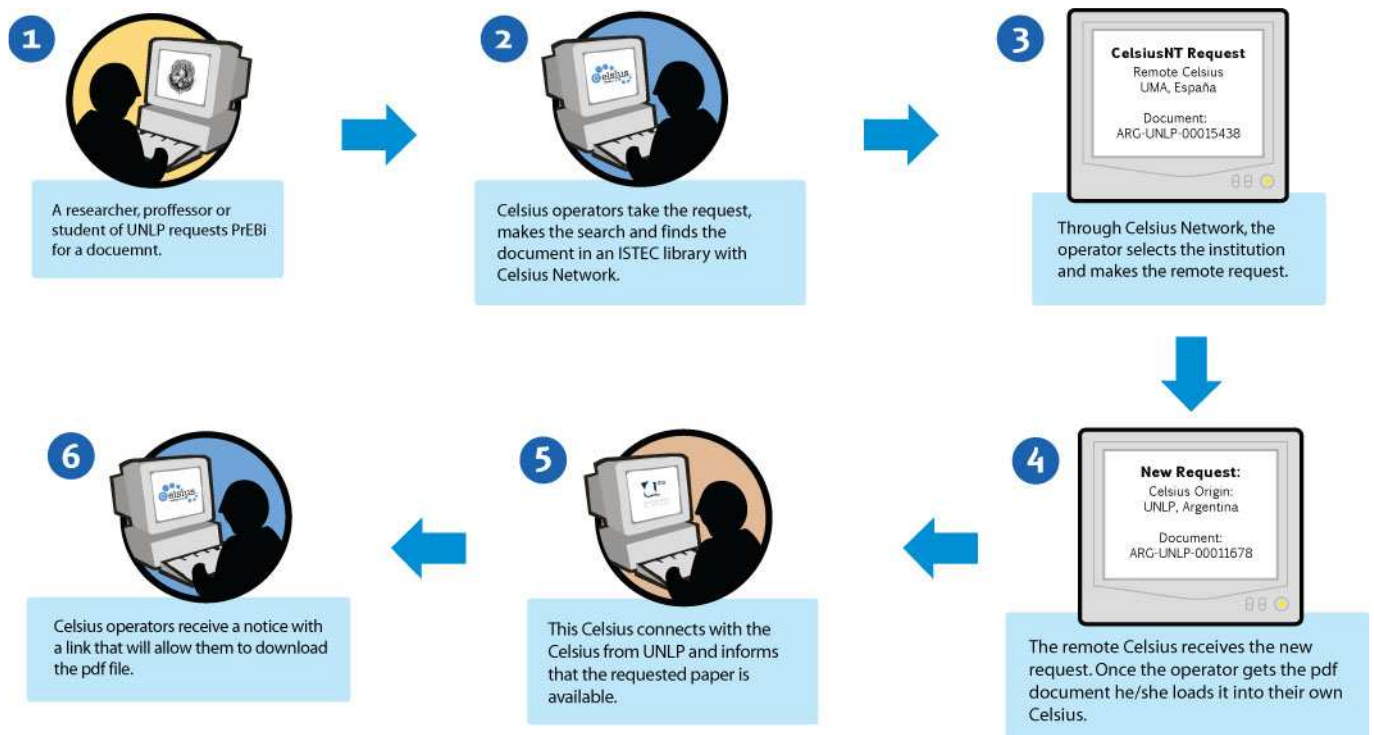 1
A researcher, proffessor or
student of UNLP requests PrEBi
for a docuemnt.
2
Celsius
Celsius operators take the request,
makes the search and finds the
document in an ISTEC library with
Celsius Network.
3
CelsiusNT Request
Remote Celsius
UMA, España
Document:
ARG-UNLP-00015438
Through Celsius Network, the
operator selects the institution
and makes the remote request.
4
New Request:
Celsius Origin:
UNLP, Argentina
Document:
ARG-UNLP-00011678
The remote Celsius receives the new
request. Once the operator gets the pdf
document he/she loads it into their own
Celsius.
5
This Celsius connects with the
Celsius from UNLP and informs
that the requested paper is
available.
6
Celsius
Celsius operators receive a notice with
a link that will allow them to download
the pdf file.